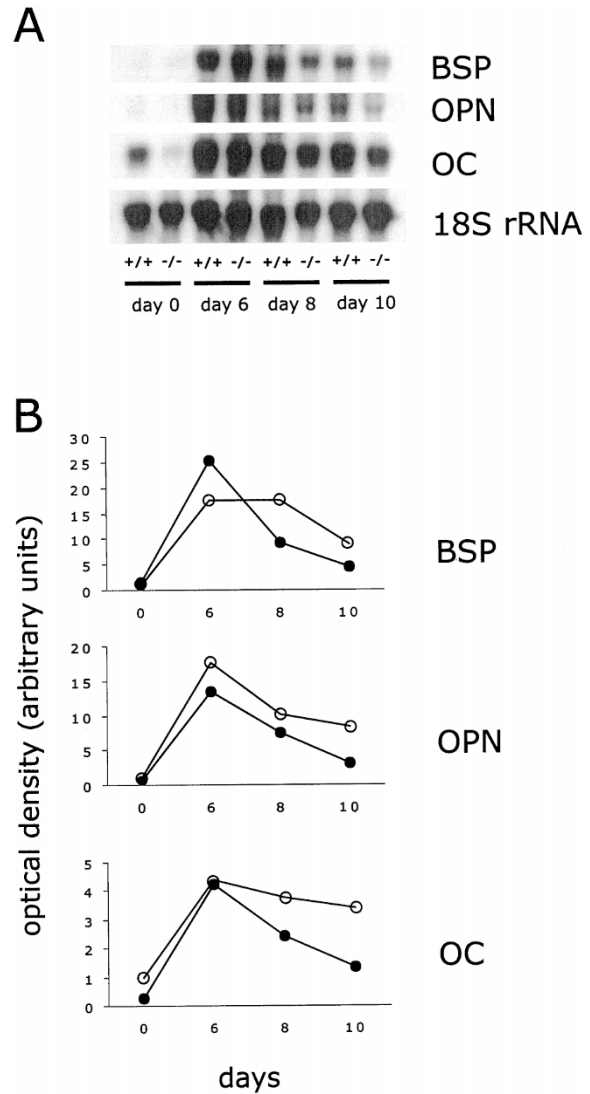 A
BSP
OPN
OC
18S rRNA
+/+ -/- +/+ -/- +/+ -/- +/+ -/-
day 0 day 6 day 8 day 10
B
optical density (arbitrary units)
30
25
20
15
10
5
0
0 6 8 10
BSP
20
15
10
5
0
0 6 8 10
OPN
5
4
3
2
1
0
0 6 8 10
OC
days